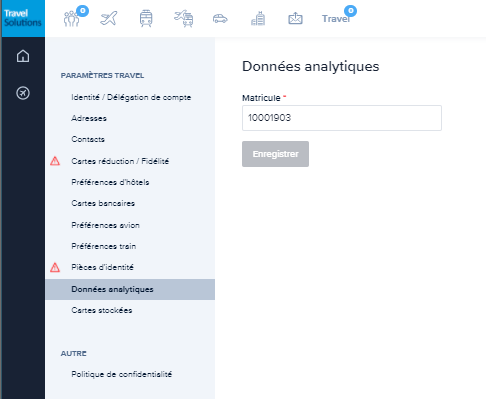 Travel
Solutions
0
Travel
0
PARAMÈTRES TRAVEL
Identité / Délégation de compte
Adresses
Contacts
Cartes réduction / Fidélité
Préférences d'hôtels
Cartes bancaires
Préférences avion
Préférences train
Pièces d'identité
Données analytiques
Cartes stockées
AUTRE
Politique de confidentialité
Données analytiques
Matricule *
10001903
Enregistrer